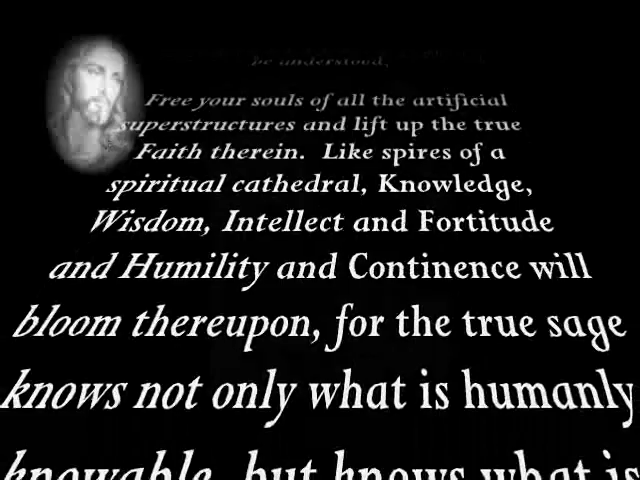 be understood,
Free your souls of all the artificial
superstructures and lift up the true
Faith therein. Like spires of a
spiritual cathedral, Knowledge,
Wisdom, Intellect and Fortitude
and Humility and Continence will
bloom thereupon, for the true sage
knows not only what is humanly
knowable, but knows what is